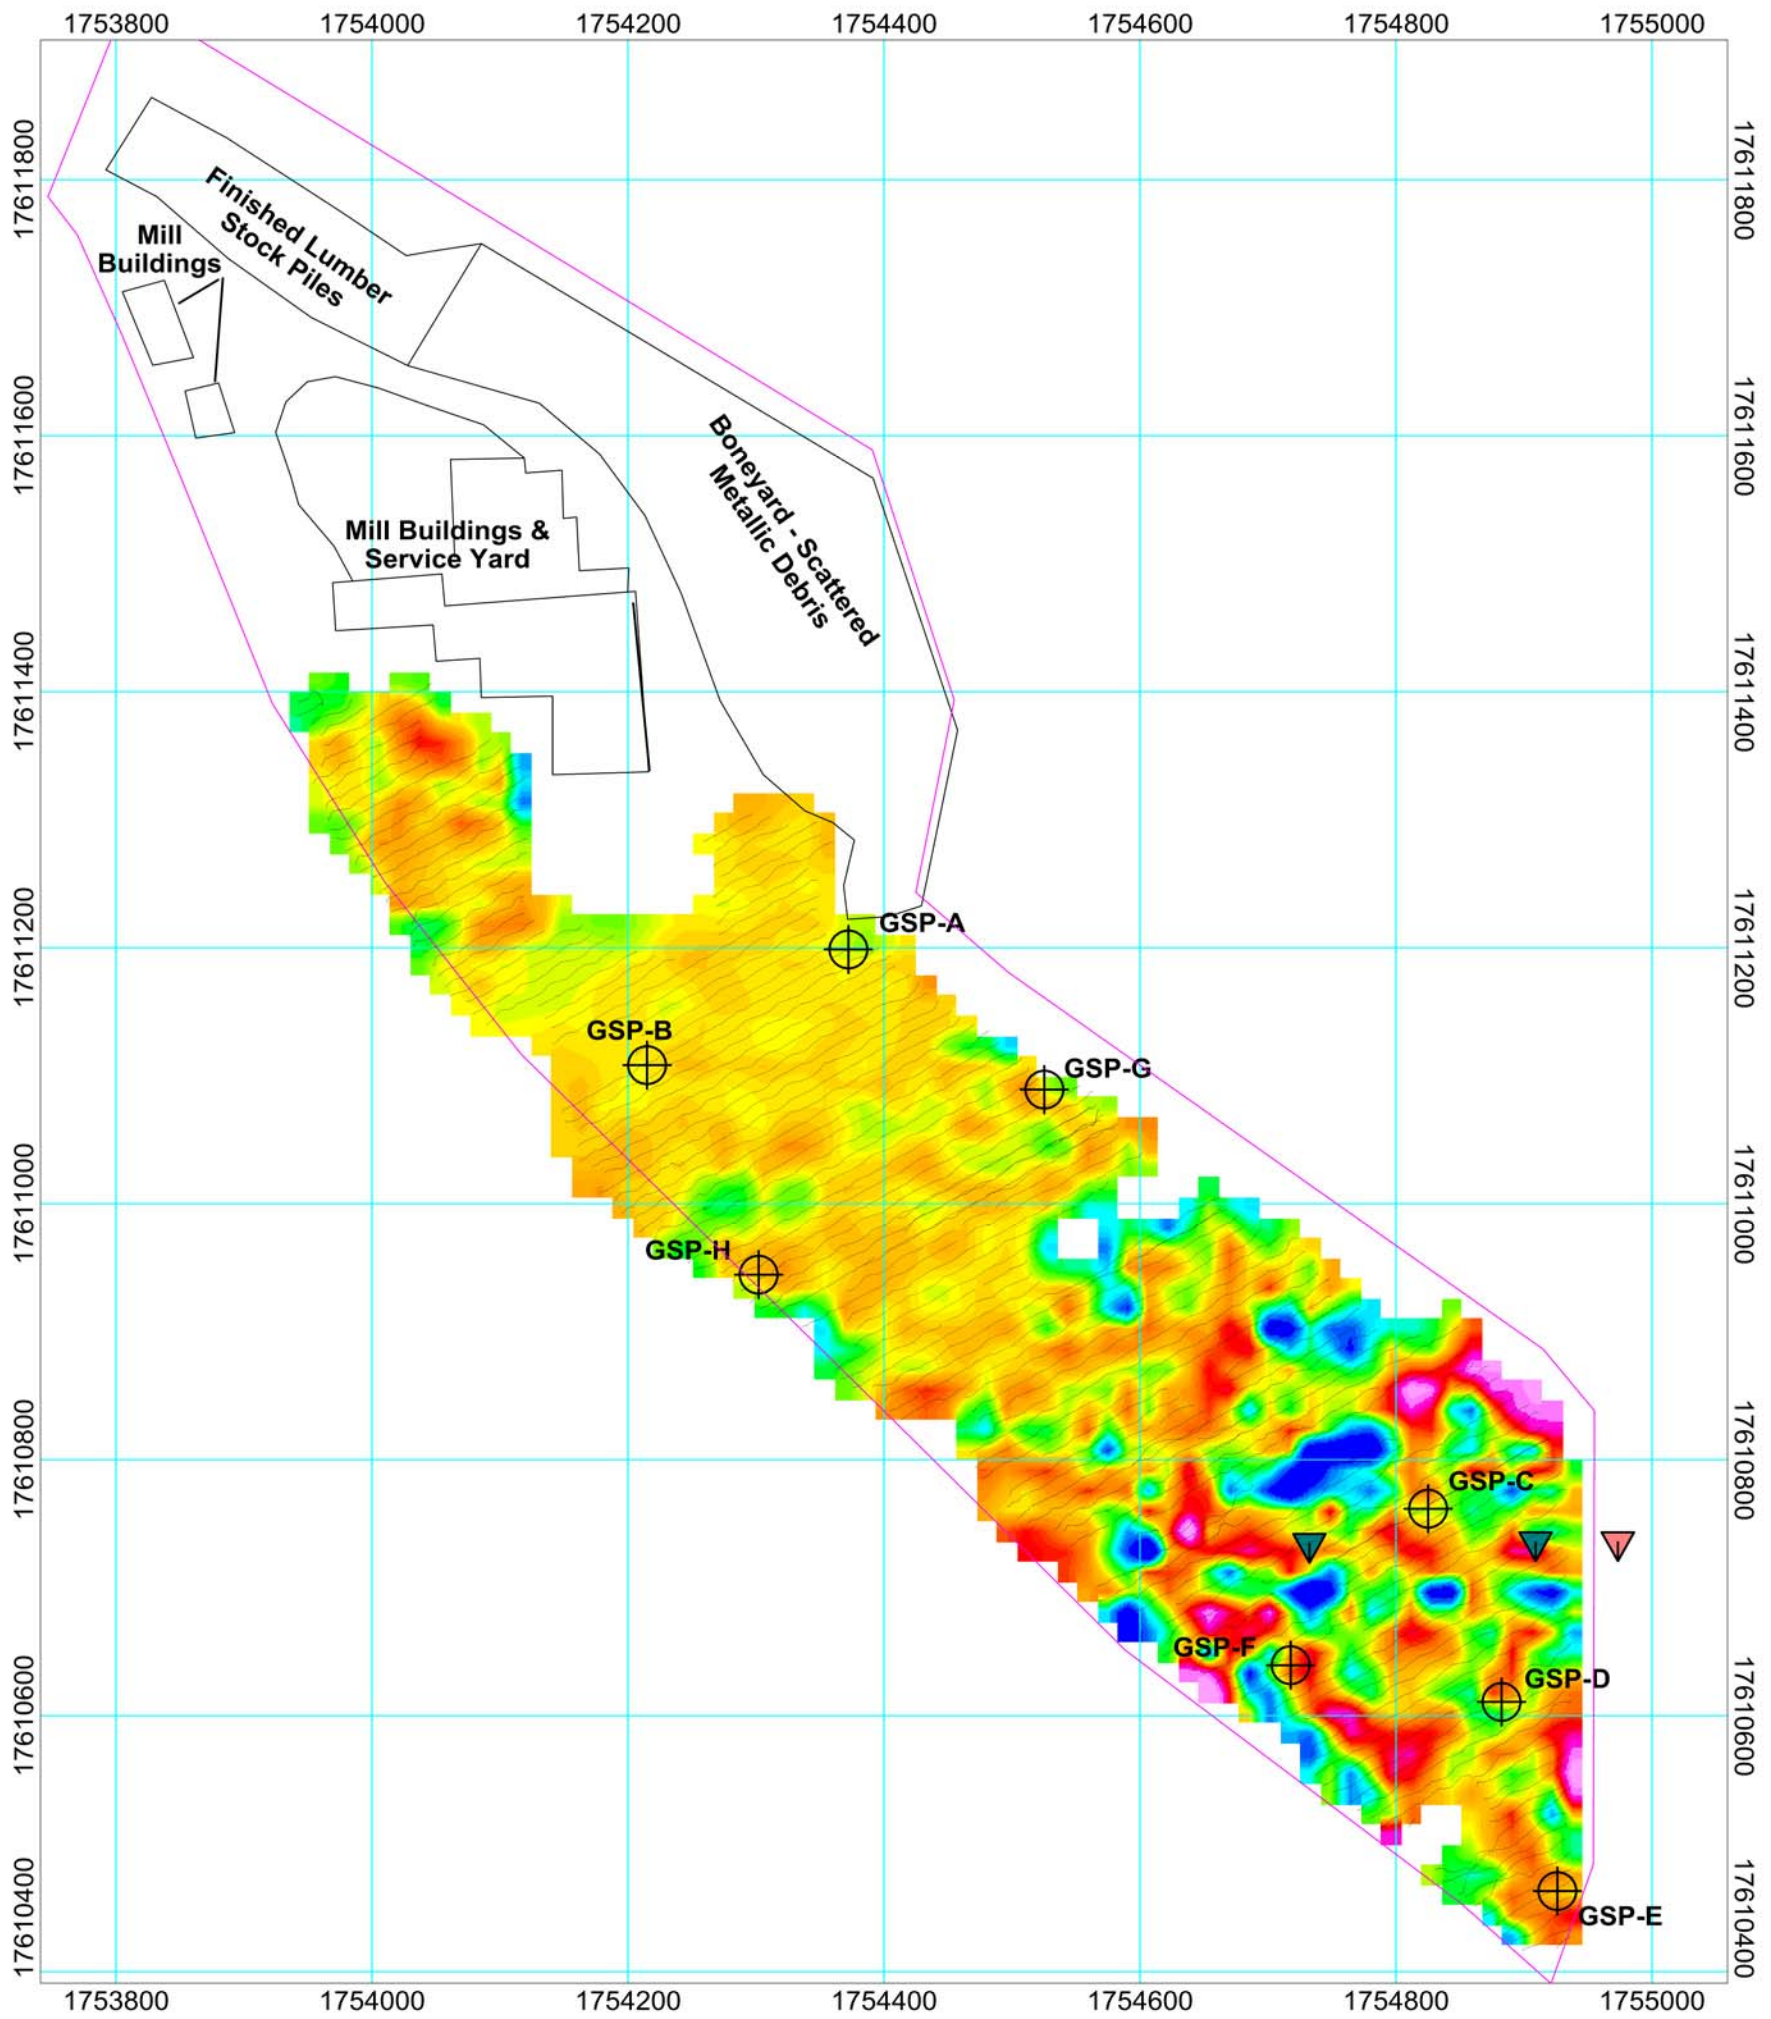 1753800 1754000 1754200 1754400 1754600 1754800 1755000
17611800
17611800
Finished Lumber
Stock Piles
Mill
Buildings
17611600
17611600
Boneyard - Scattered
Metallic Debris
Mill Buildings &
Service Yard
17611400
17611400
17611200
17611200
GSP-A
GSP-B
GSP-G
17611000
17611000
GSP-H
17610800
17610800
GSP-C
GSP-F
GSP-D
17610600
17610600
17610400
17610400
GSP-E
1753800 1754000 1754200 1754400 1754600 1754800 1755000